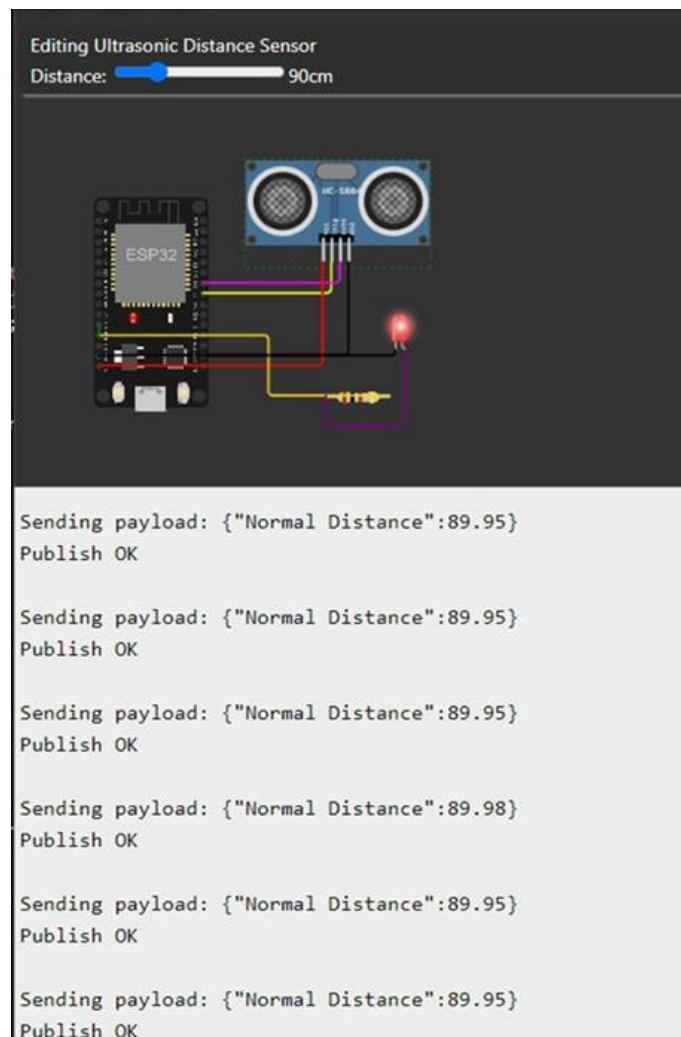 Editing Ultrasonic Distance Sensor
Distance: 90cm
ESP32
Sending payload: {"Normal Distance":89.95}
Publish OK
Sending payload: {"Normal Distance":89.95}
Publish OK
Sending payload: {"Normal Distance":89.95}
Publish OK
Sending payload: {"Normal Distance":89.98}
Publish OK
Sending payload: {"Normal Distance":89.95}
Publish OK
Sending payload: {"Normal Distance":89.95}
Publish OK